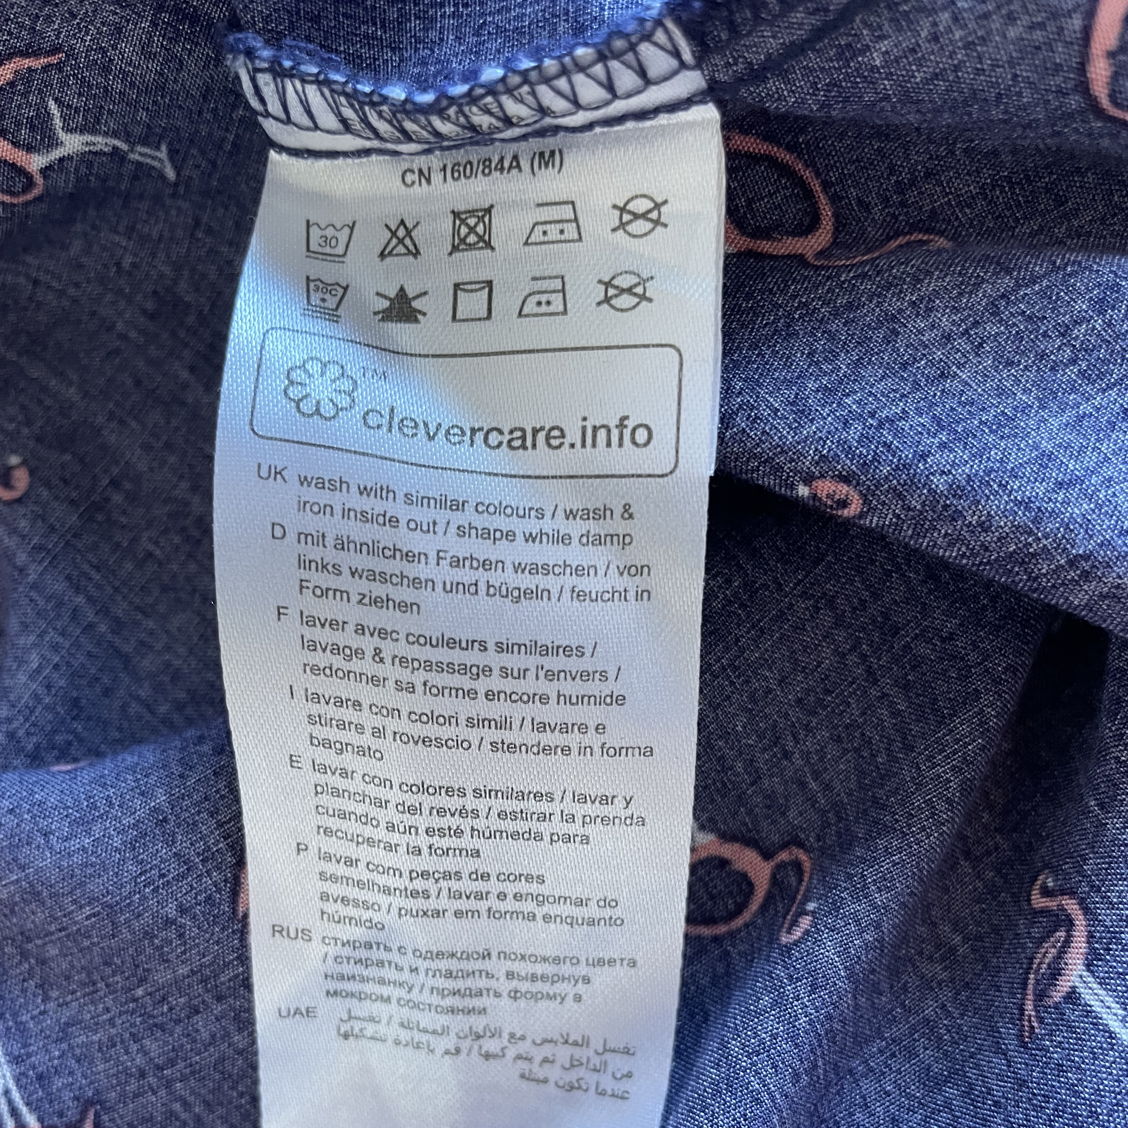 CN 160/84A (M)
30
30C
clevercare.info™
UK wash with similar colours / wash &
iron inside out / shape while damp
D mit ähnlichen Farben waschen / von
links waschen und bügeln / feucht in
Form ziehen
F laver avec couleurs similaires /
lavage & repassage sur l'envers /
redonner sa forme encore humide
I lavare con colori simili / lavare e
stirare al rovescio / stendere in forma
bagnato
E lavar con colores similares / lavar y
planchar del revés / estirar la prenda
cuando aún esté húmeda para
recuperar la forma
P lavar com peças de cores
semelhantes / lavar e engomar do
avesso / puxar em forma enquanto
húmido
RUS стирать с одеждой похожего цвета
/ стирать и гладить, вывернув
наизнанку / придать форму в
мокром состоянии
UAE تغسل الملابس مع الألوان المماثلة / تغسل
من الداخل ثم يتم كيها / قم بإعادة تشكيلها
عندما تكون مبتلة